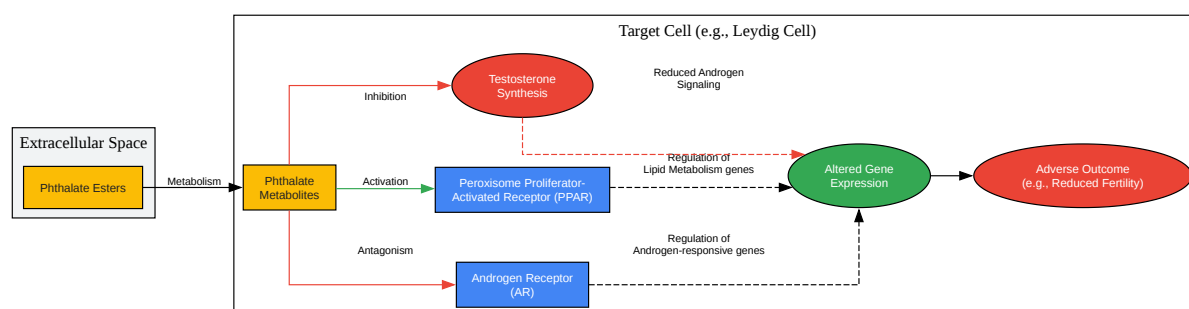 Target Cell (e.g., Leydig Cell)
Reduced Androgen
Signaling
Testosterone
Synthesis
Inhibition
Extracellular Space
Phthalate Esters
Metabolism
Phthalate
Metabolites
Activation
Peroxisome Proliferator-
Activated Receptor (PPAR)
Regulation of
Lipid Metabolism genes
Altered Gene
Expression
Adverse Outcome
(e.g., Reduced Fertility)
Antagonism
Regulation of
Androgen-responsive genes
Androgen Receptor
(AR)